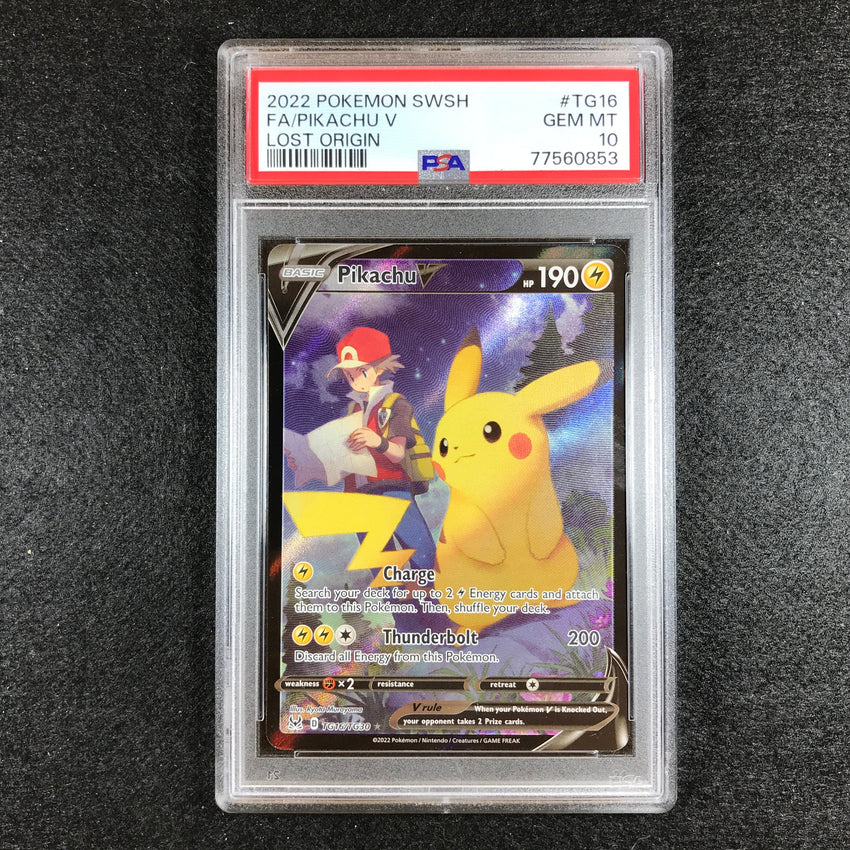 2022 POKEMON SWSH #TG16
FA/PIKACHU V GEM MT
LOST ORIGIN 10
PSA 77560853
BASIC Pikachu V HP 190
Charge
Search your deck for up to 2 Energy cards and attach
them to this Pokémon. Then, shuffle your deck.
Thunderbolt 200
Discard all Energy from this Pokémon.
weakness ×2 resistance retreat
Illus. Kyota Murayama
V rule When your Pokémon V is Knocked Out,
your opponent takes 2 Prize cards.
TG16/TG30
©2022 Pokémon / Nintendo / Creatures / GAME FREAK